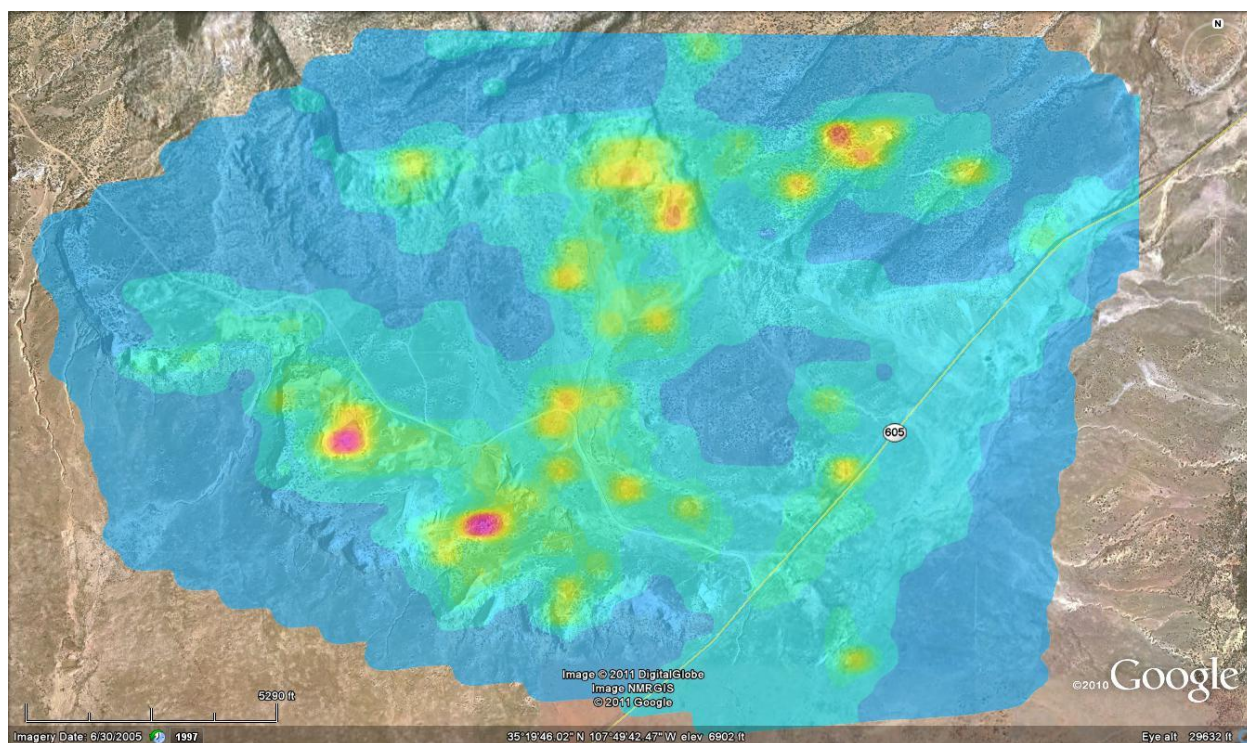 N
605
5290 ft
Image © 2011 DigitalGlobe
Image NMRGIS
© 2011 Google
©2010 Google
Imagery Date: 6/30/2005 1997 35°19'46.02" N 107°49'42.47" W elev 6902 ft Eye alt 29632 ft